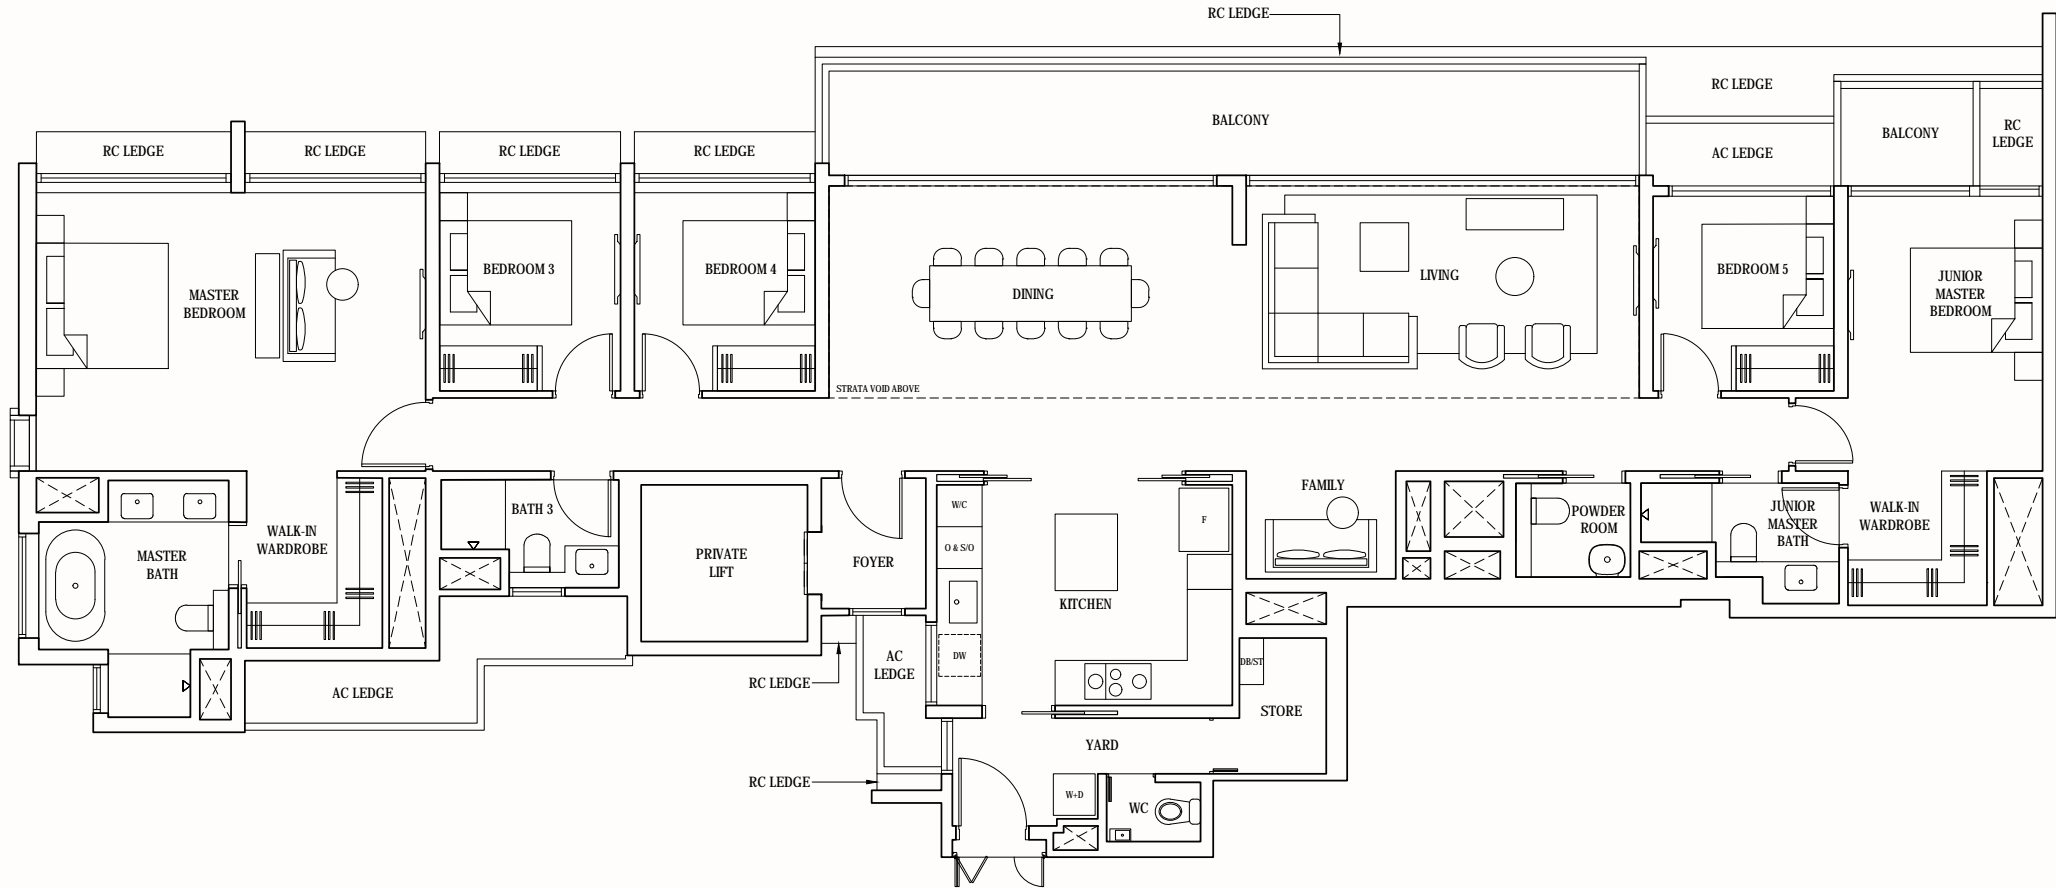 RC LEDGE
RC LEDGE
BALCONY
RC
LEDGE
BALCONY
RC LEDGE
RC LEDGE
RC LEDGE
RC LEDGE
AC LEDGE
MASTER
BEDROOM
BEDROOM 3
BEDROOM 4
DINING
LIVING
BEDROOM 5
JUNIOR
MASTER
BEDROOM
STRATA VOID ABOVE
WALK-IN
WARDROBE
MASTER
BATH
BATH 3
PRIVATE
LIFT
FOYER
W/C
O & S/O
DW
F
KITCHEN
FAMILY
POWDER
ROOM
JUNIOR
MASTER
BATH
WALK-IN
WARDROBE
AC LEDGE
RC LEDGE
AC
LEDGE
DB/ST
STORE
YARD
RC LEDGE
W+D
WC